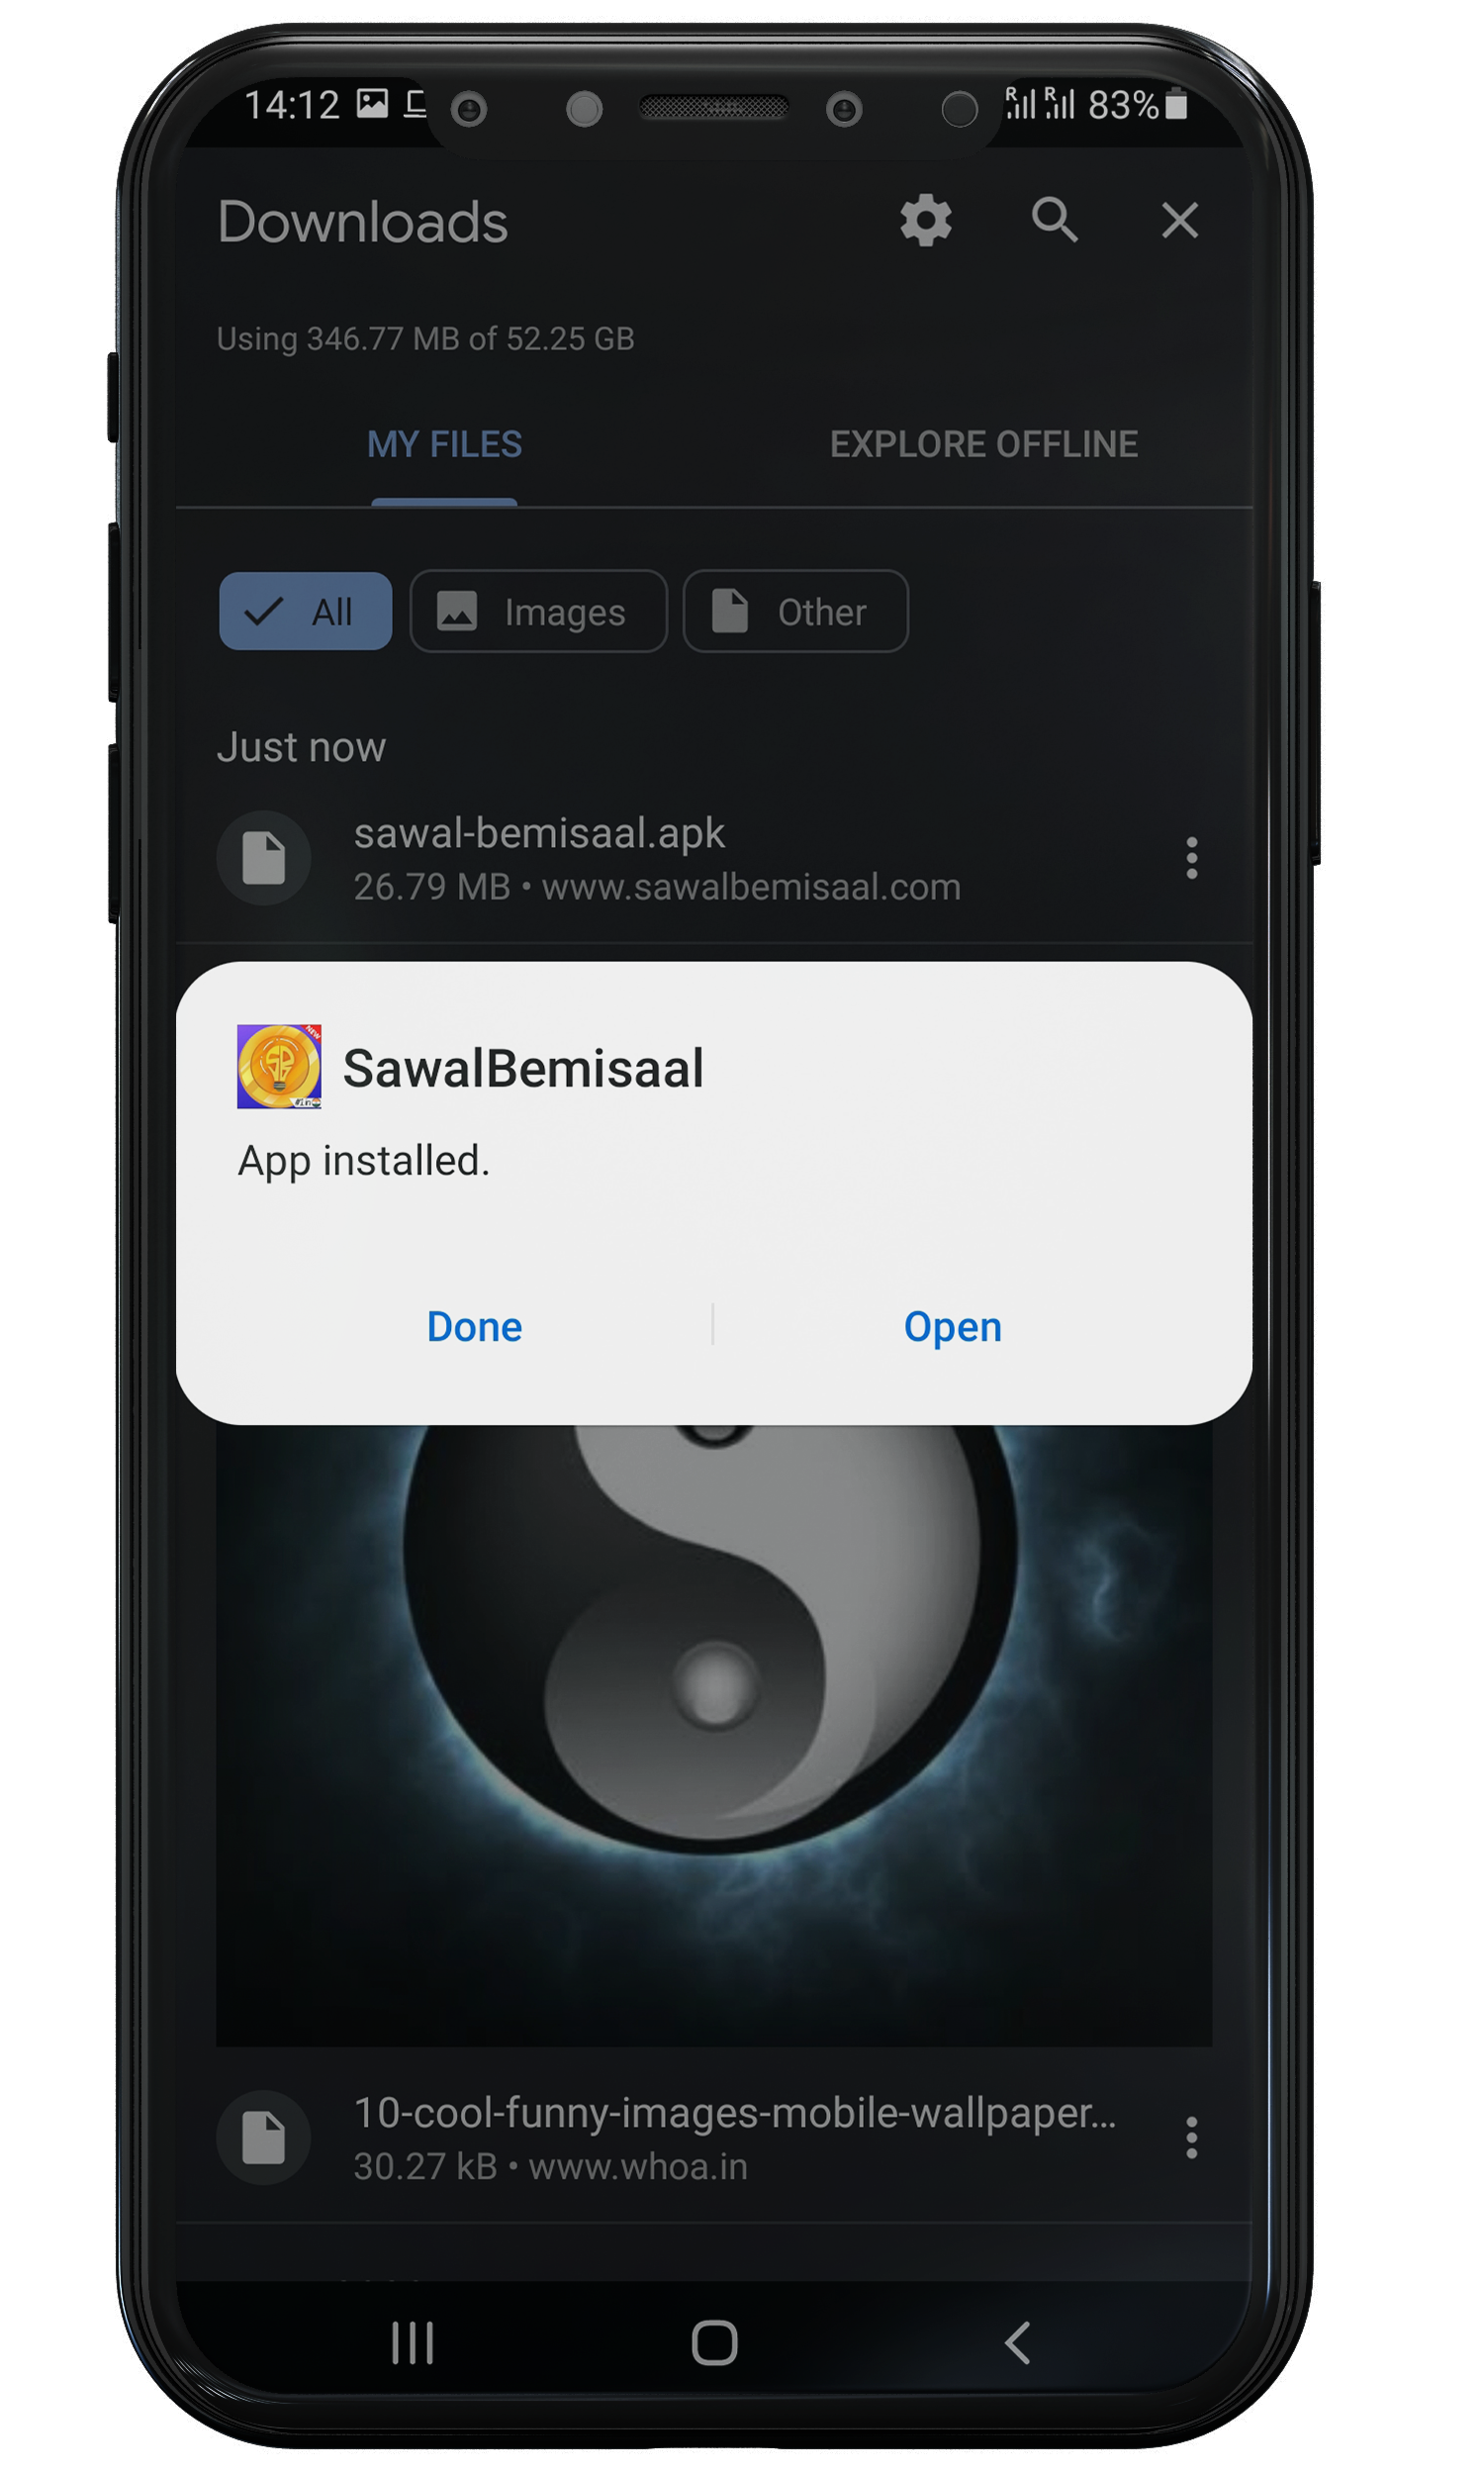 14:12 R R 83%
Downloads
Using 346.77 MB of 52.25 GB
MY FILES EXPLORE OFFLINE
All Images Other
Just now
sawal-bemisaal.apk
26.79 MB • www.sawalbemisaal.com
NEW
SawalBemisaal
App installed.
Done Open
10-cool-funny-images-mobile-wallpaper...
30.27 kB • www.whoa.in